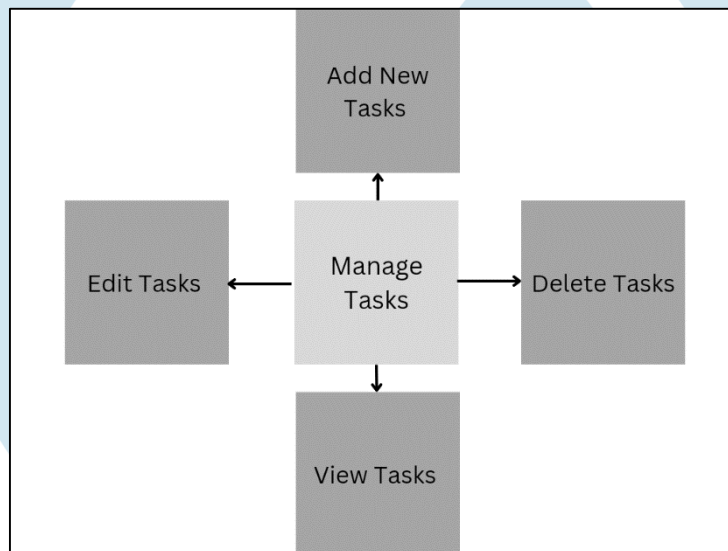 Add New
Tasks
Edit Tasks
Manage
Tasks
Delete Tasks
View Tasks